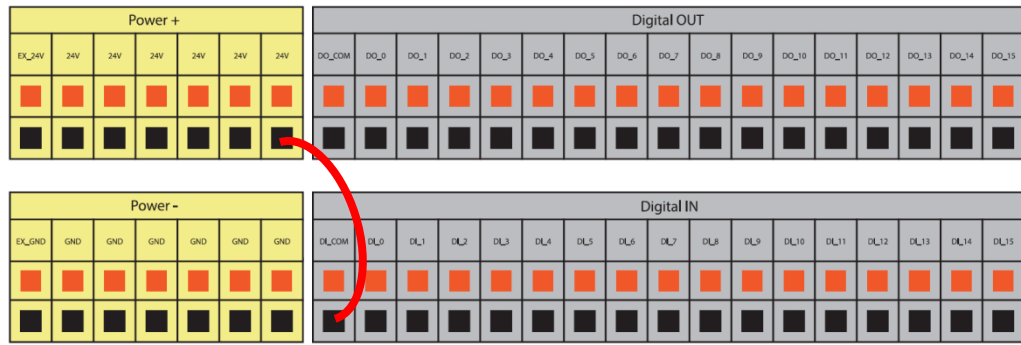 Power +
Digital OUT
EX_24V 24V 24V 24V 24V 24V 24V
DO_COM DO_0 DO_1 DO_2 DO_3 DO_4 DO_5 DO_6 DO_7 DO_8 DO_9 DO_10 DO_11 DO_12 DO_13 DO_14 DO_15
Power -
Digital IN
EX_GND GND GND GND GND GND GND
DI_COM DI_0 DI_1 DI_2 DI_3 DI_4 DI_5 DI_6 DI_7 DI_8 DI_9 DI_10 DI_11 DI_12 DI_13 DI_14 DI_15